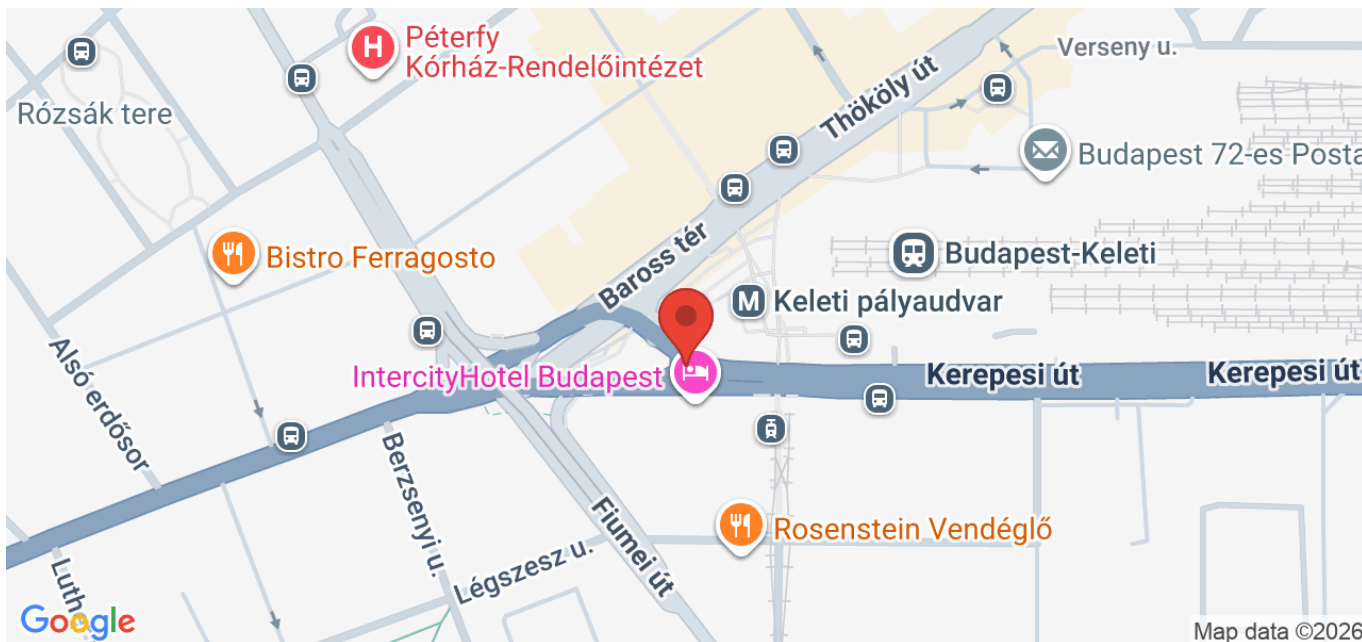 Péterfy
Kórház-Rendelőintézet
Verseny u.
Rózsák tere
Thököly út
Budapest 72-es Posta
Bistro Ferragosto
Baross tér
Budapest-Keleti
Keleti pályaudvar
IntercityHotel Budapest
Kerepesi út
Kerepesi út
Alsó erdősor
Berzsenyi u.
Fiumei út
Rosenstein Vendéglő
Légszesz u.
Google
Map data ©2026